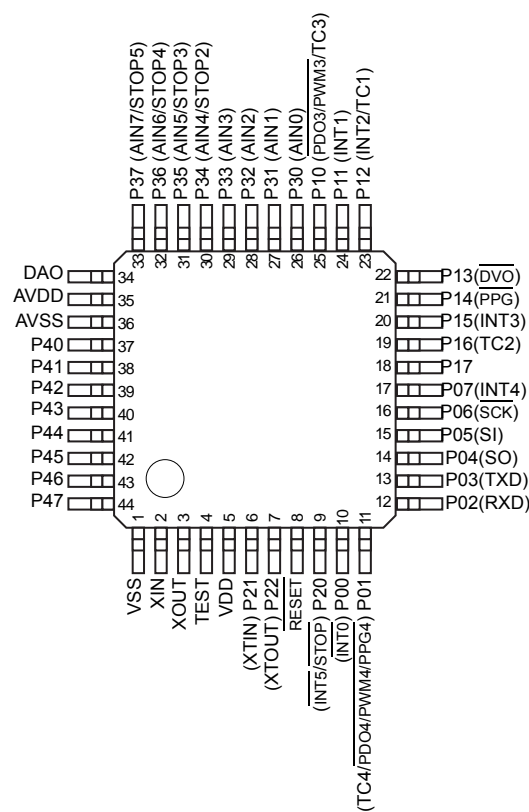 P37 (AIN7/STOP5)
P36 (AIN6/STOP4)
P35 (AIN5/STOP3)
P34 (AIN4/STOP2)
P33 (AIN3)
P32 (AIN2)
P31 (AIN1)
P30 (AIN0)
P10 (PDO3/PWM3/TC3)
P11 (INT1)
P12 (INT2/TC1)
33
32
31
30
29
28
27
26
25
24
23
DAO 34
AVDD 35
AVSS 36
P40 37
P41 38
P42 39
P43 40
P44 41
P45 42
P46 43
P47 44
22 P13(DVO)
21 P14(PPG)
20 P15(INT3)
19 P16(TC2)
18 P17
17 P07(INT4)
16 P06(SCK)
15 P05(SI)
14 P04(SO)
13 P03(TXD)
12 P02(RXD)
1
2
3
4
5
6
7
8
9
10
11
VSS
XIN
XOUT
TEST
VDD
(XTIN) P21
(XTOUT) P22
RESET
(INT5/STOP) P20
(INT0) P00
(TC4/PDO4/PWM4/PPG4) P01